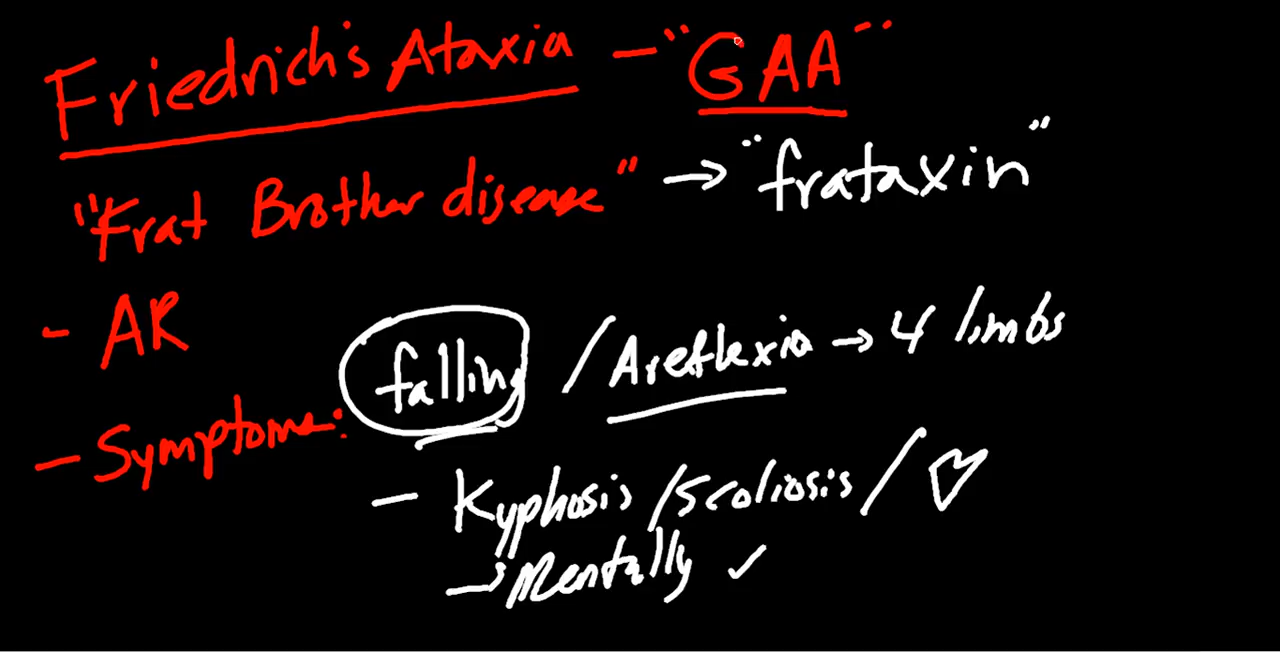 Friedrich's Ataxia - "GAA"
"Frat Brother disease" → "frataxin"
- AR
- Symptoms: falling / Areflexia → 4 limbs
- Kyphosis / Scoliosis / ♡
→ Mentally ✓